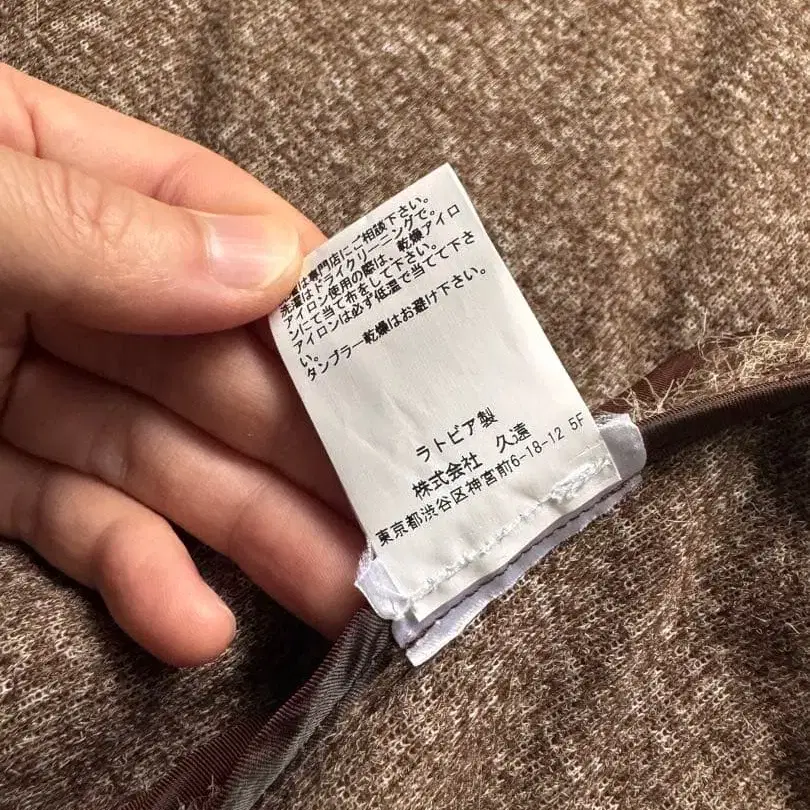 は専門店にご相談下さい。
洗濯はドライクリーニングで。
アイロン使用の際は、乾燥アイロ
ンにて当て布をして下さい。
アイロンは必ず低温で当てて下さ
い。
タンブラー乾燥はお避け下さい。
ラトビア製
株式会社 久遠
東京都渋谷区神宮前6-18-12 5F